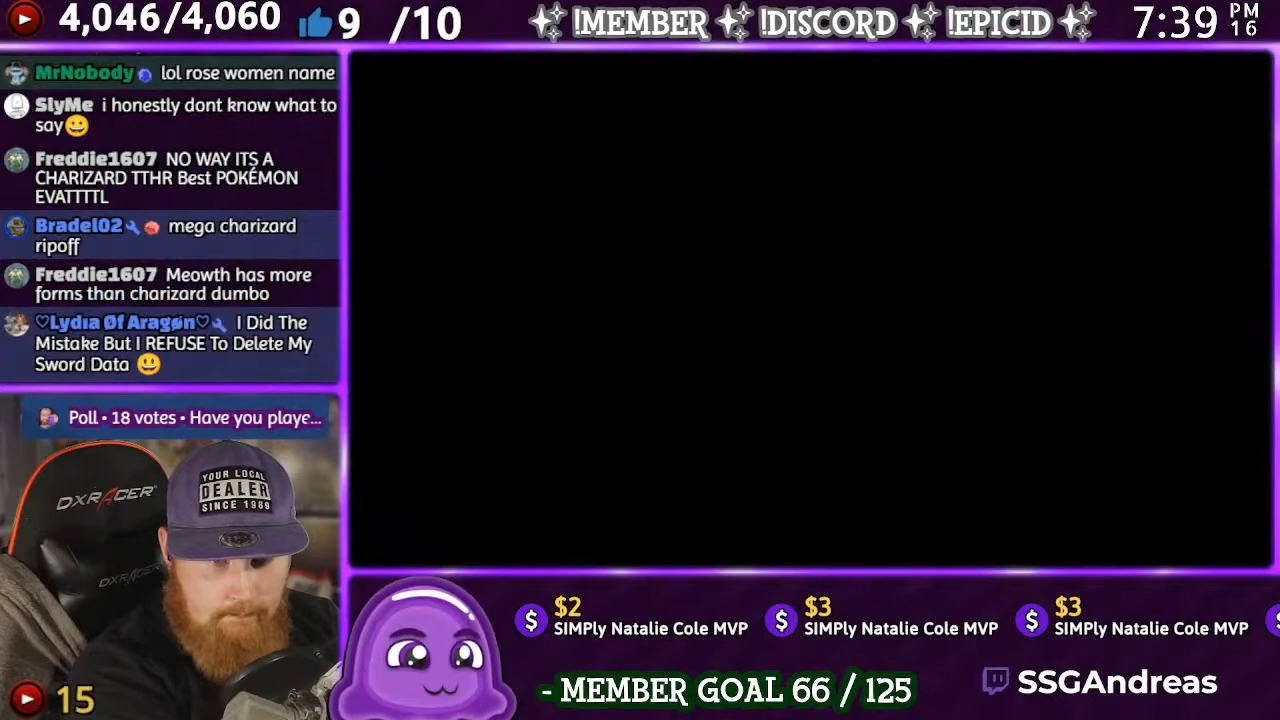 4,046/4,060 9 /10 !MEMBER !DISCORD !EPICID 7:39 PM 16
MrNobody lol rose women name
SlyMe i honestly dont know what to
say😀
Freddie1607 NO WAY ITS A
CHARIZARD TTHR Best POKÉMON
EVATTTTL
Bradel02 mega charizard
ripoff
Freddie1607 Meowth has more
forms than charizard dumbo
♡Lydıa Øf Aragøn♡ I Did The
Mistake But I REFUSE To Delete My
Sword Data 😃
Poll • 18 votes • Have you playe...
YOUR LOCAL
DEALER
SINCE 1989
DXRACER
DXRACER
15
$ $2 $ $3 $ $3
SIMPly Natalie Cole MVP SIMPly Natalie Cole MVP SIMPly Natalie Cole MVP
- MEMBER GOAL 66 / 125 SSGAndreas